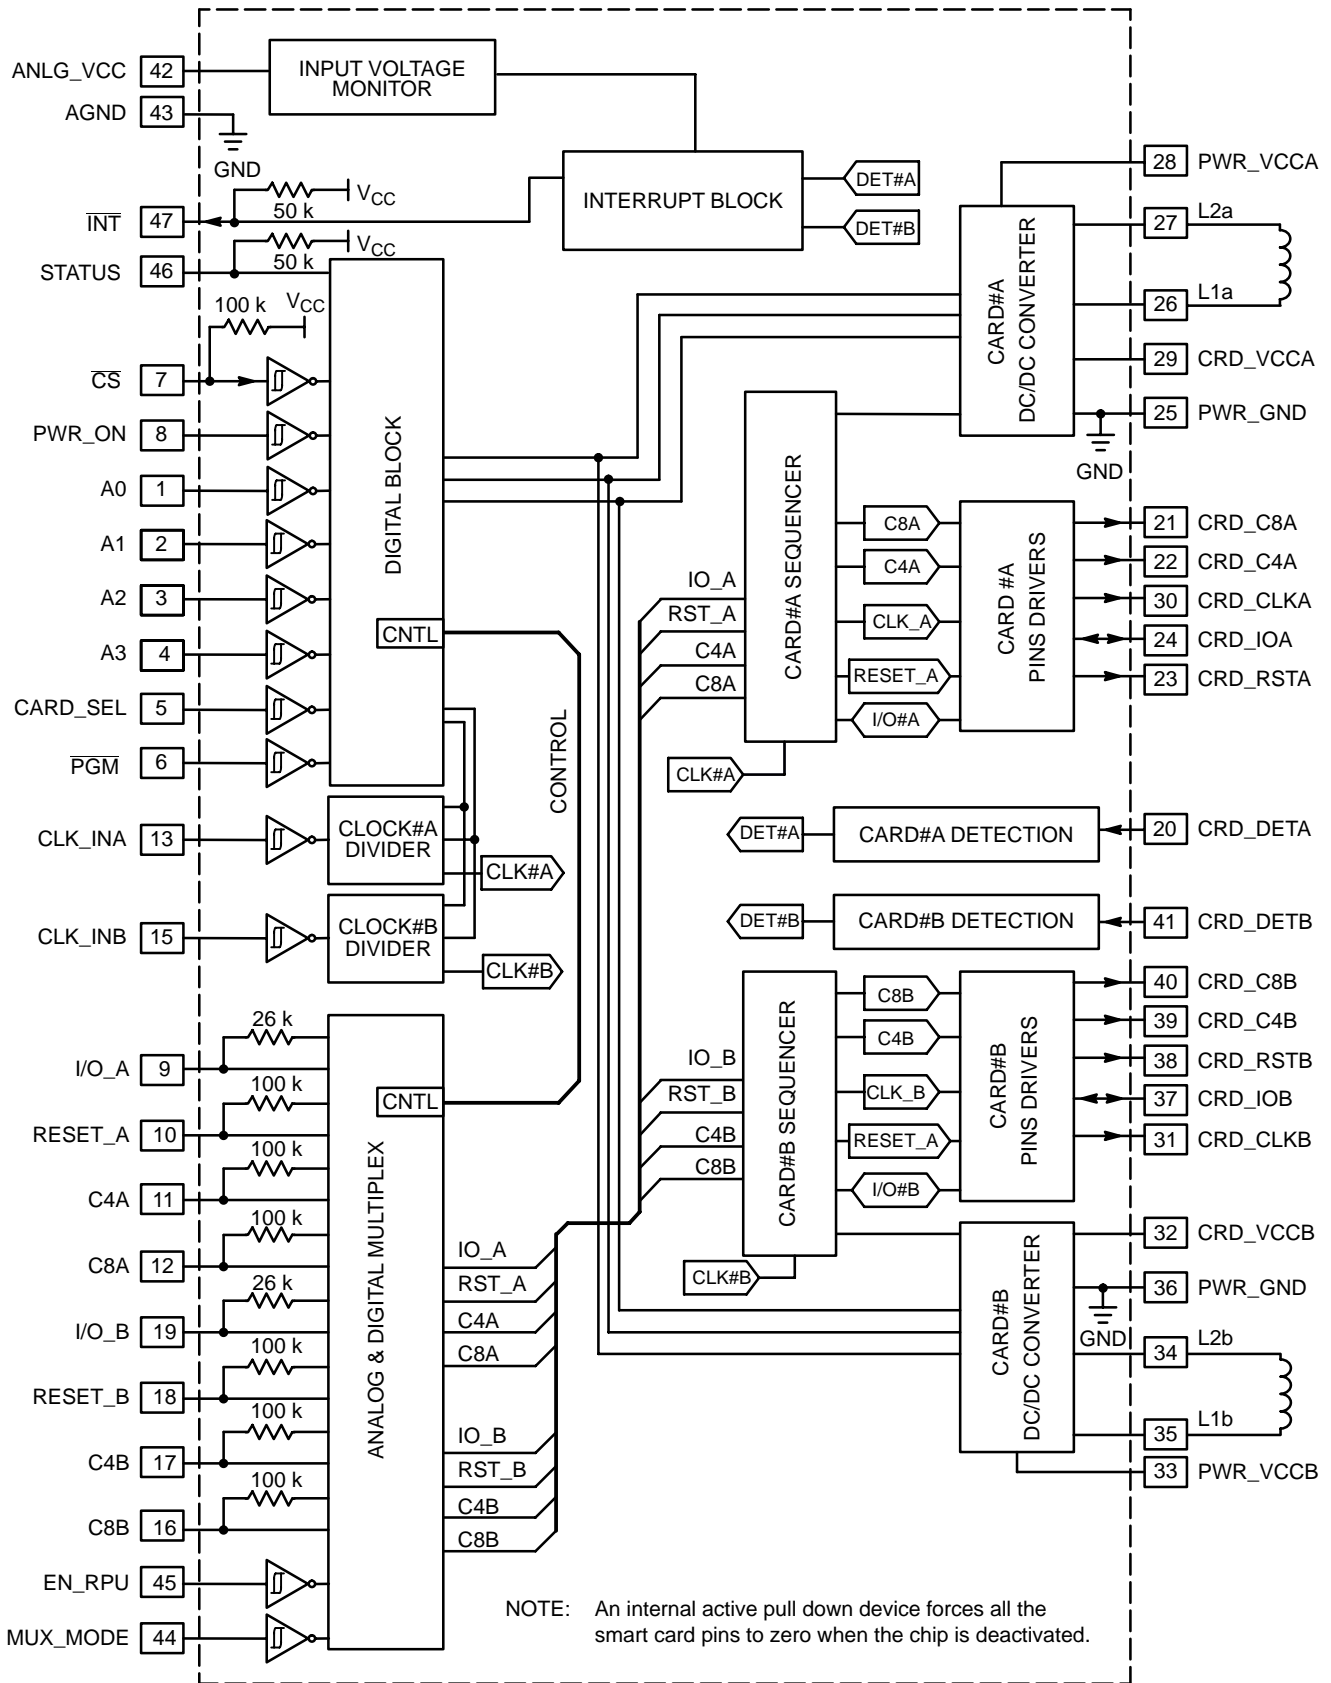 ANLG_VCC 42
INPUT VOLTAGE
MONITOR
AGND 43
GND
INTERRUPT BLOCK
DET#A
DET#B
28 PWR_VCCA
VCC
50 k
INT 47
VCC
50 k
STATUS 46
100 k
VCC
CS 7
PWR_ON 8
A0 1
A1 2
A2 3
A3 4
CARD_SEL 5
PGM 6
DIGITAL BLOCK
CNTL
CONTROL
CARD#A
DC/DC CONVERTER
27 L2a
26 L1a
29 CRD_VCCA
25 PWR_GND
GND
CARD#A SEQUENCER
IO_A
RST_A
C4A
C8A
CLK#A
C8A
C4A
CLK_A
RESET_A
I/O#A
CARD #A
PINS DRIVERS
21 CRD_C8A
22 CRD_C4A
30 CRD_CLKA
24 CRD_IOA
23 CRD_RSTA
CLK_INA 13
CLOCK#A
DIVIDER
CLK#A
DET#A
CARD#A DETECTION
20 CRD_DETA
CLK_INB 15
CLOCK#B
DIVIDER
CLK#B
DET#B
CARD#B DETECTION
41 CRD_DETB
26 k
I/O_A 9
100 k
RESET_A 10
100 k
C4A 11
100 k
C8A 12
26 k
I/O_B 19
100 k
RESET_B 18
100 k
C4B 17
100 k
C8B 16
EN_RPU 45
MUX_MODE 44
ANALOG & DIGITAL MULTIPLEX
CNTL
IO_A
RST_A
C4A
C8A
IO_B
RST_B
C4B
C8B
CARD#B SEQUENCER
IO_B
RST_B
C4B
C8B
CLK#B
C8B
C4B
CLK_B
RESET_A
I/O#B
CARD#B
PINS DRIVERS
40 CRD_C8B
39 CRD_C4B
38 CRD_RSTB
37 CRD_IOB
31 CRD_CLKB
CARD#B
DC/DC CONVERTER
32 CRD_VCCB
36 PWR_GND
GND
34 L2b
35 L1b
33 PWR_VCCB
NOTE: An internal active pull down device forces all the
smart card pins to zero when the chip is deactivated.